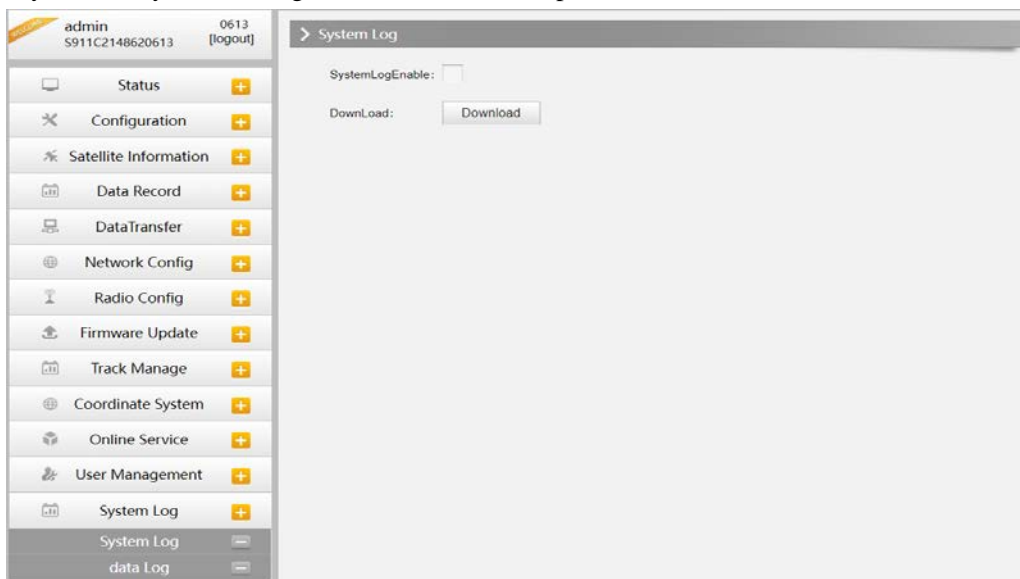 admin 0613
S911C2148620613 [logout]
System Log
SystemLogEnable:
DownLoad: Download
Status
Configuration
Satellite Information
Data Record
DataTransfer
Network Config
Radio Config
Firmware Update
Track Manage
Coordinate System
Online Service
User Management
System Log
System Log
data Log